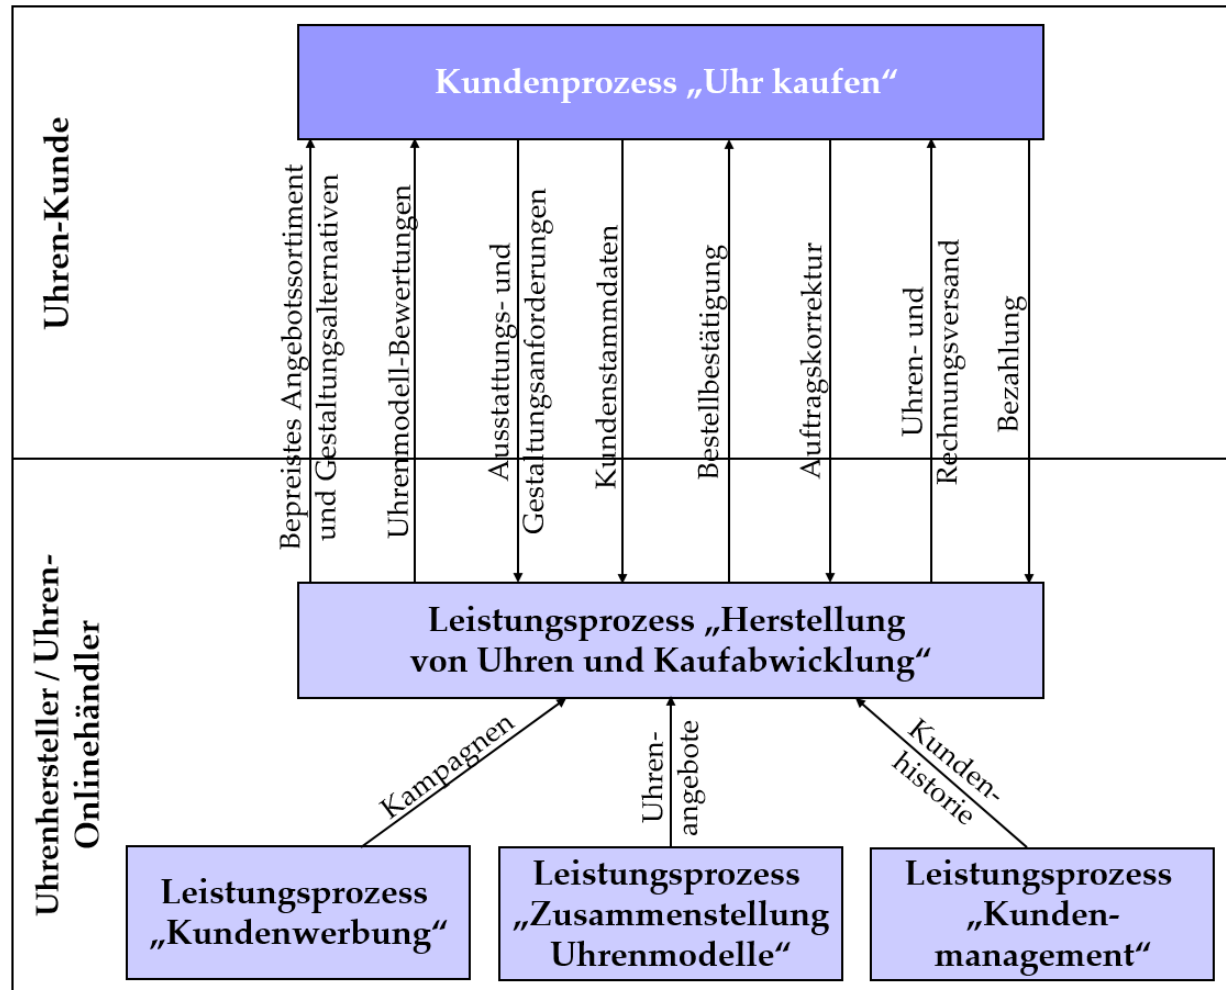 Uhren-Kunde
Kundenprozess „Uhr kaufen“
Bepreistes Angebotssortiment
und Gestaltungsalternativen
Uhrenmodell-Bewertungen
Ausstattungs- und
Gestaltungsanforderungen
Kundenstammdaten
Bestellbestätigung
Auftragskorrektur
Uhren- und
Rechnungsversand
Bezahlung
Uhrenhersteller / Uhren-
Onlinehändler
Leistungsprozess „Herstellung
von Uhren und Kaufabwicklung“
Kampagnen
Uhren-
angebote
Kunden-
historie
Leistungsprozess
„Kundenwerbung“
Leistungsprozess
„Zusammenstellung
Uhrenmodelle“
Leistungsprozess
„Kunden-
management“